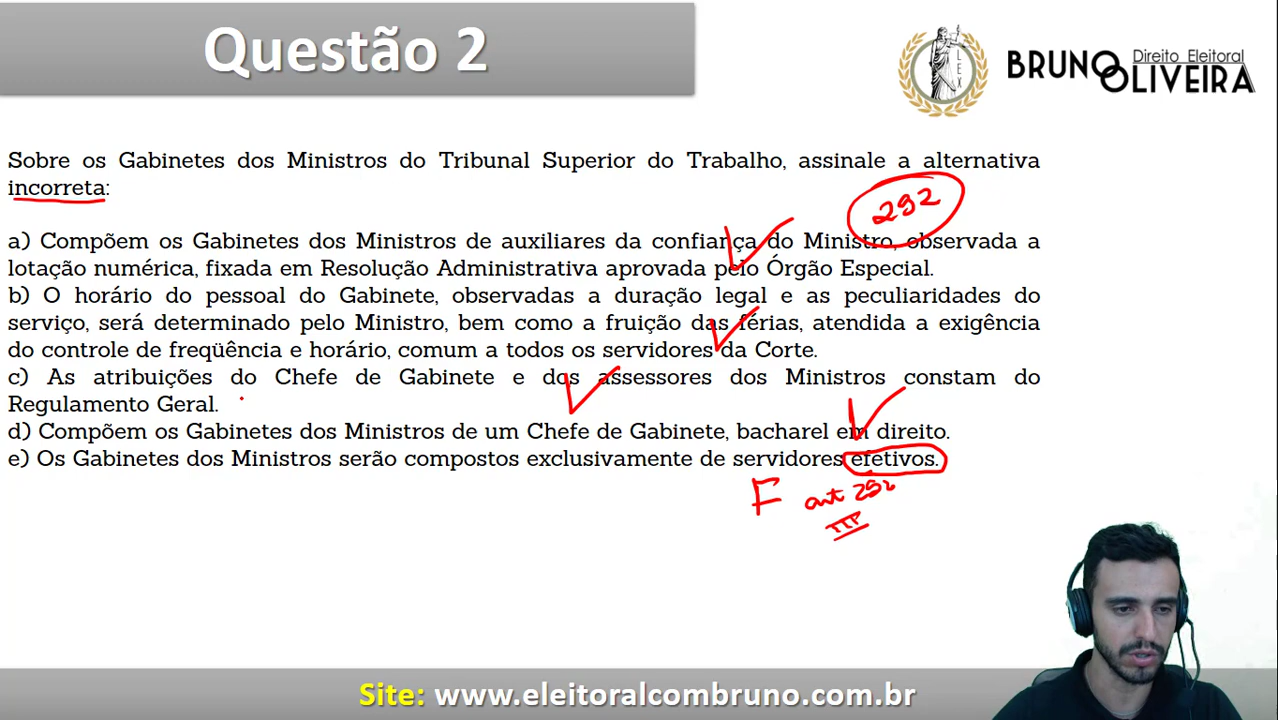 Questão 2
LEX
BRUNO OLIVEIRA
Direito Eleitoral
Sobre os Gabinetes dos Ministros do Tribunal Superior do Trabalho, assinale a alternativa
incorreta:
292
a) Compõem os Gabinetes dos Ministros de auxiliares da confiança do Ministro, observada a
lotação numérica, fixada em Resolução Administrativa aprovada pelo Órgão Especial.
b) O horário do pessoal do Gabinete, observadas a duração legal e as peculiaridades do
serviço, será determinado pelo Ministro, bem como a fruição das férias, atendida a exigência
do controle de freqüência e horário, comum a todos os servidores da Corte.
c) As atribuições do Chefe de Gabinete e dos assessores dos Ministros constam do
Regulamento Geral.
d) Compõem os Gabinetes dos Ministros de um Chefe de Gabinete, bacharel em direito.
e) Os Gabinetes dos Ministros serão compostos exclusivamente de servidores efetivos.
F art 292
III
Site: www.eleitoralcombruno.com.br